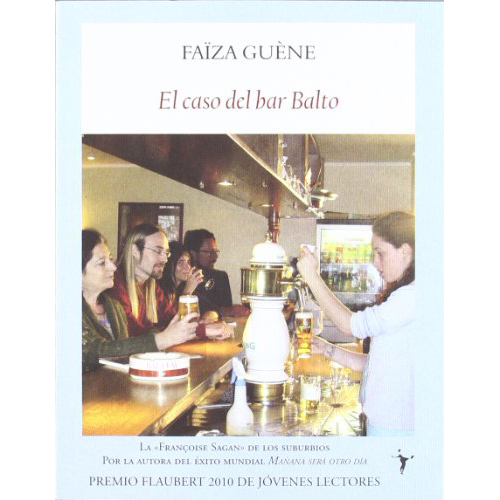 FAÏZA GUÈNE
El caso del bar Balto
LA «FRANÇOISE SAGAN» DE LOS SUBURBIOS
POR LA AUTORA DEL ÉXITO MUNDIAL MAÑANA SERÁ OTRO DÍA
PREMIO FLAUBERT 2010 DE JÓVENES LECTORES